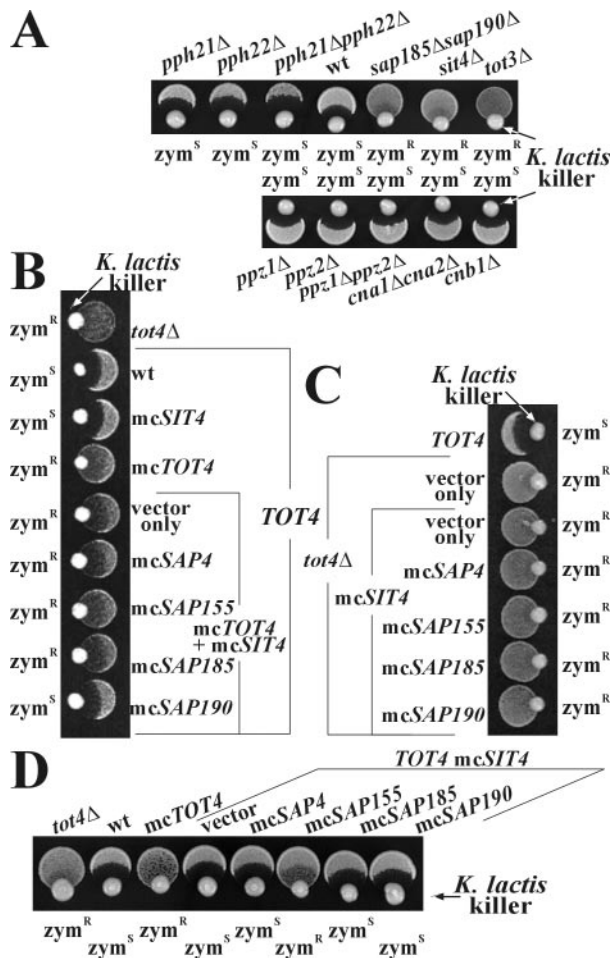 A
pph21Δ
pph22Δ
pph21Δpph22Δ
wt
sap185Δsap190Δ
sit4Δ
tot3Δ
zymS zymS zymS zymS zymR zymR zymR
zymS zymS zymS zymS zymS
K. lactis
killer
ppz1Δ
ppz2Δ
ppz1Δppz2Δ
cna1Δcna2Δ
cnb1Δ
B
K. lactis
killer
zymR tot4Δ
zymS wt
zymS mcSIT4
zymR mcTOT4
zymR vector
only
zymR mcSAP4
zymR mcSAP155
zymR mcSAP185
zymS mcSAP190
mcTOT4
+ mcSIT4
TOT4
C
K. lactis
killer
TOT4 zymS
vector
only zymR
vector
only zymR
mcSAP4 zymR
mcSAP155 zymR
mcSAP185 zymR
mcSAP190 zymR
tot4Δ
mcSIT4
D
TOT4 mcSIT4
tot4Δ
wt
mcTOT4
vector
mcSAP4
mcSAP155
mcSAP185
mcSAP190
K. lactis
killer
zymR zymS zymR zymS zymS zymR zymS zymS